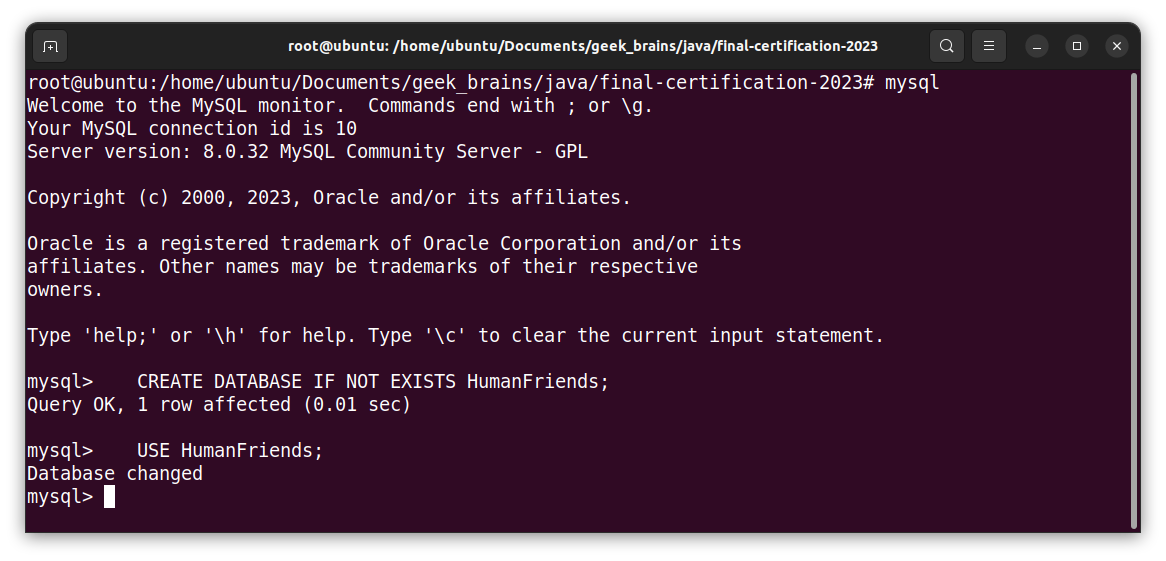 root@ubuntu: /home/ubuntu/Documents/geek_brains/java/final-certification-2023
root@ubuntu:/home/ubuntu/Documents/geek_brains/java/final-certification-2023# mysql
Welcome to the MySQL monitor.  Commands end with ; or \g.
Your MySQL connection id is 10
Server version: 8.0.32 MySQL Community Server - GPL
Copyright (c) 2000, 2023, Oracle and/or its affiliates.
Oracle is a registered trademark of Oracle Corporation and/or its
affiliates. Other names may be trademarks of their respective
owners.
Type 'help;' or '\h' for help. Type '\c' to clear the current input statement.
mysql>    CREATE DATABASE IF NOT EXISTS HumanFriends;
Query OK, 1 row affected (0.01 sec)
mysql>    USE HumanFriends;
Database changed
mysql>